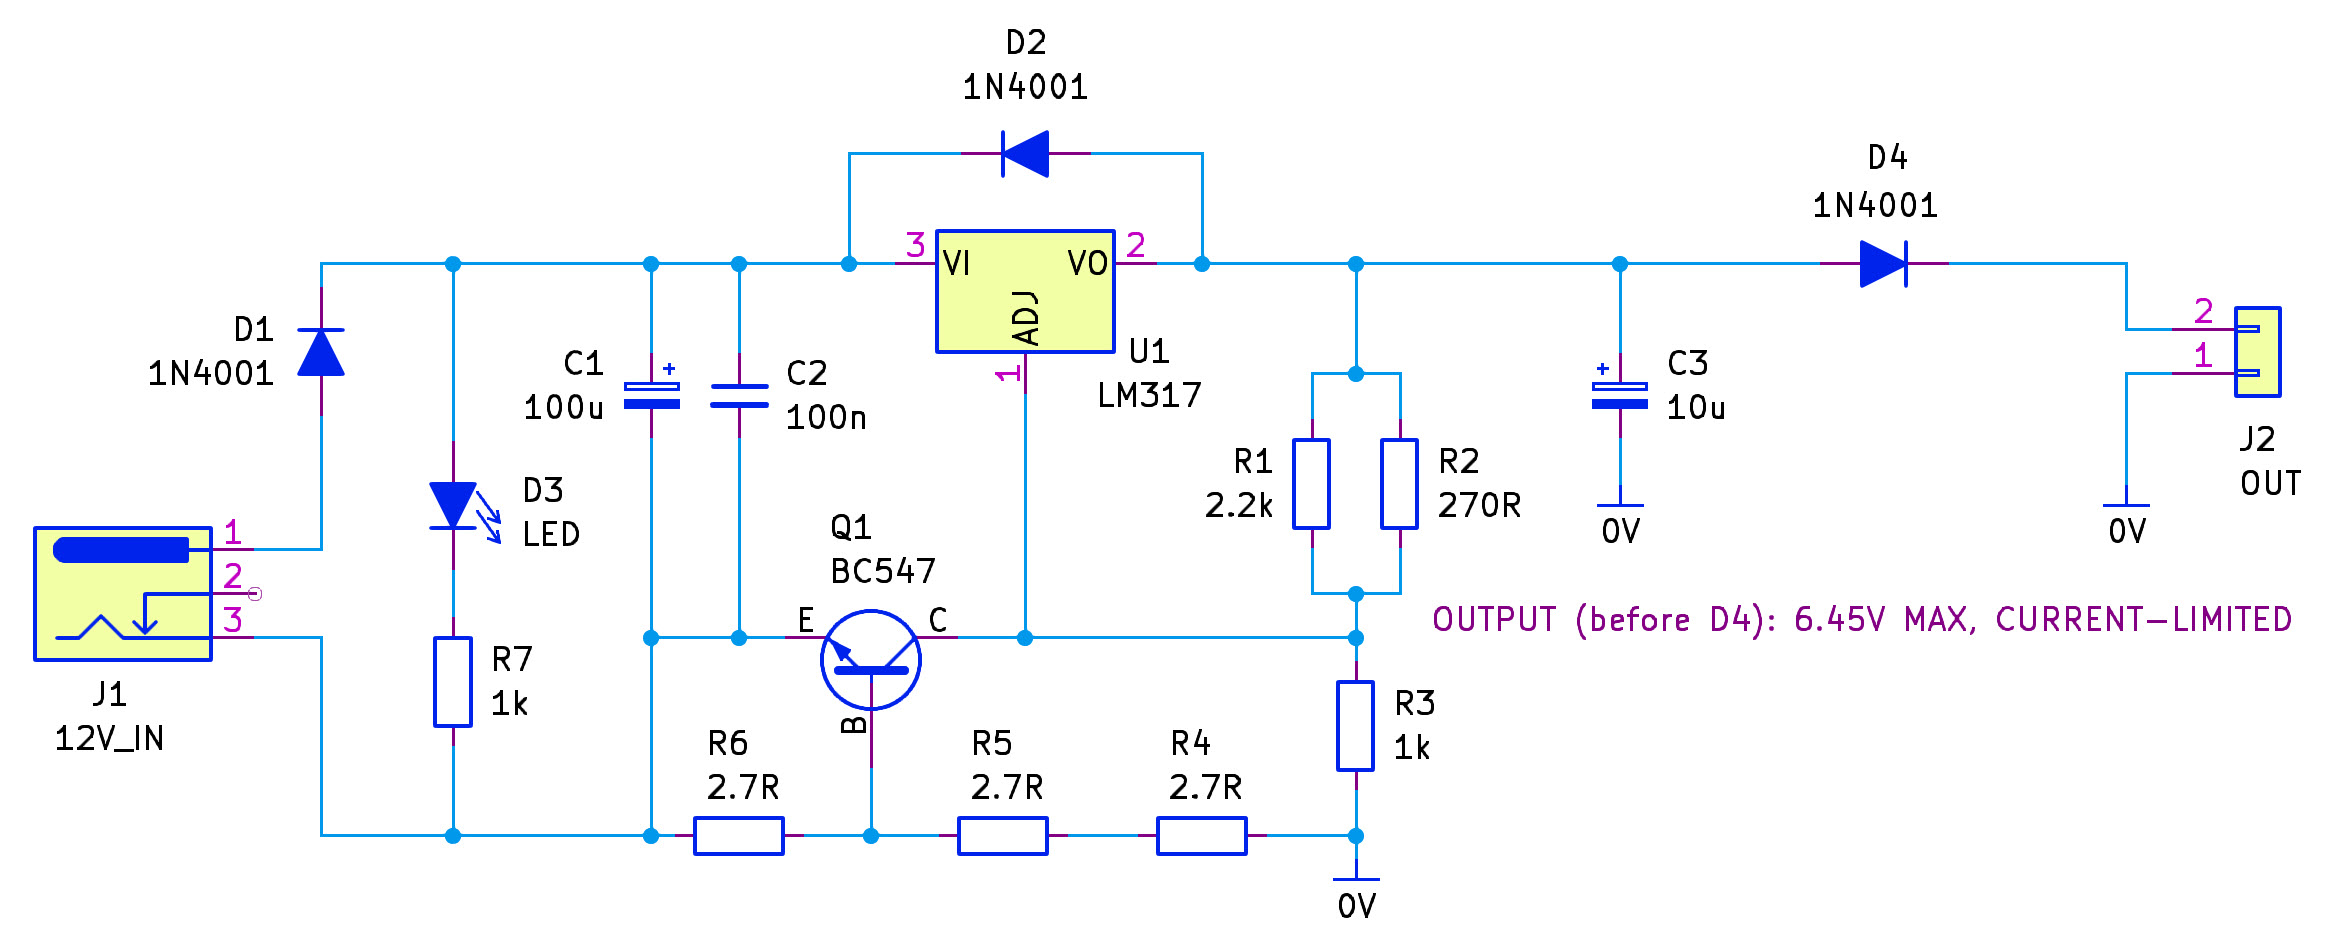 D2
1N4001
D4
1N4001
3
VI
VO
2
ADJ
1
U1
LM317
D1
1N4001
C1
+
100u
C2
100n
+
C3
10u
2
1
J2
OUT
R1
2.2k
R2
270R
0V
0V
D3
LED
1
2
3
J1
12V_IN
Q1
BC547
E
C
B
OUTPUT (before D4): 6.45V MAX, CURRENT-LIMITED
R7
1k
R3
1k
R6
2.7R
R5
2.7R
R4
2.7R
0V